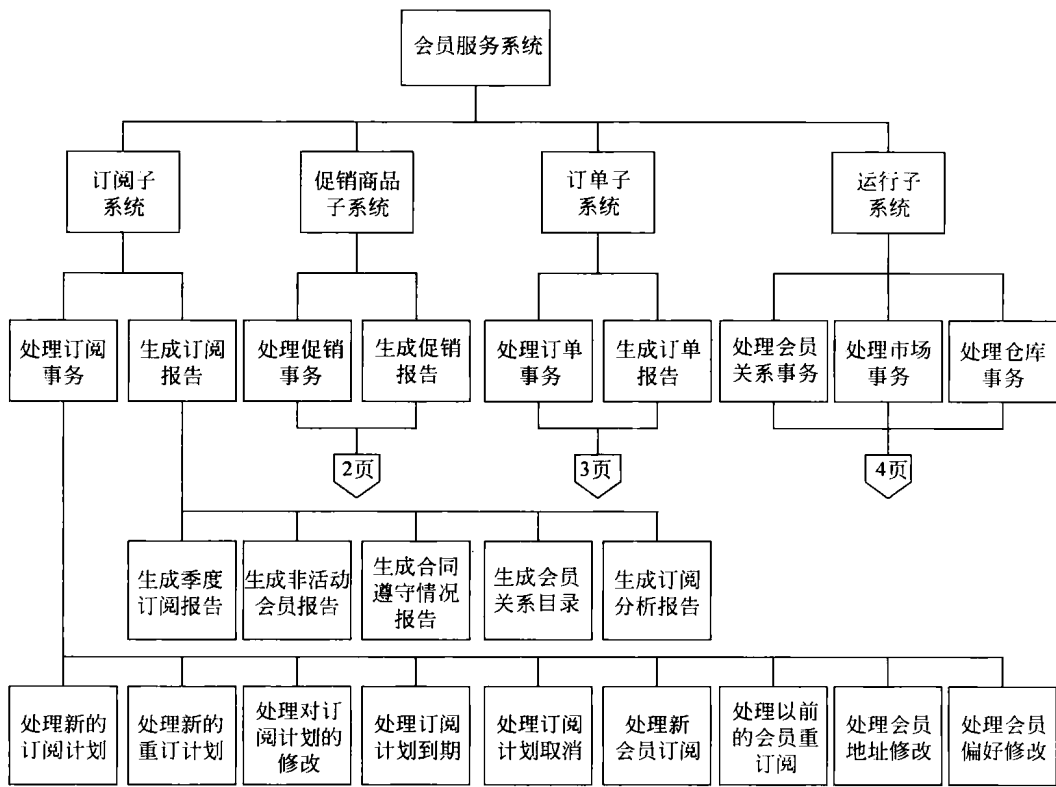 会员服务系统
订阅子
系统
促销商品
子系统
订单子
系统
运行子
系统
处理订阅
事务
生成订阅
报告
处理促销
事务
生成促销
报告
处理订单
事务
生成订单
报告
处理会员
关系事务
处理市场
事务
处理仓库
事务
2页
3页
4页
生成季度
订阅报告
生成非活动
会员报告
生成合同
遵守情况
报告
生成会员
关系目录
生成订阅
分析报告
处理新的
订阅计划
处理新的
重订计划
处理对订
阅计划的
修改
处理订阅
计划到期
处理订阅
计划取消
处理新
会员订阅
处理以前
的会员重
订阅
处理会员
地址修改
处理会员
偏好修改